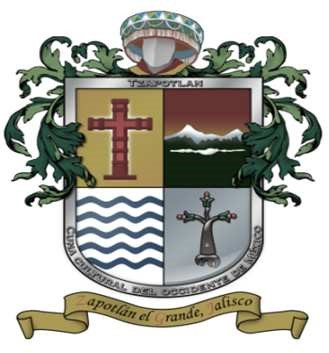 TZAPOTLAN
CUNA CULTURAL DEL OCCIDENTE DE MÉXICO
Zapotlán el Grande, Jalisco